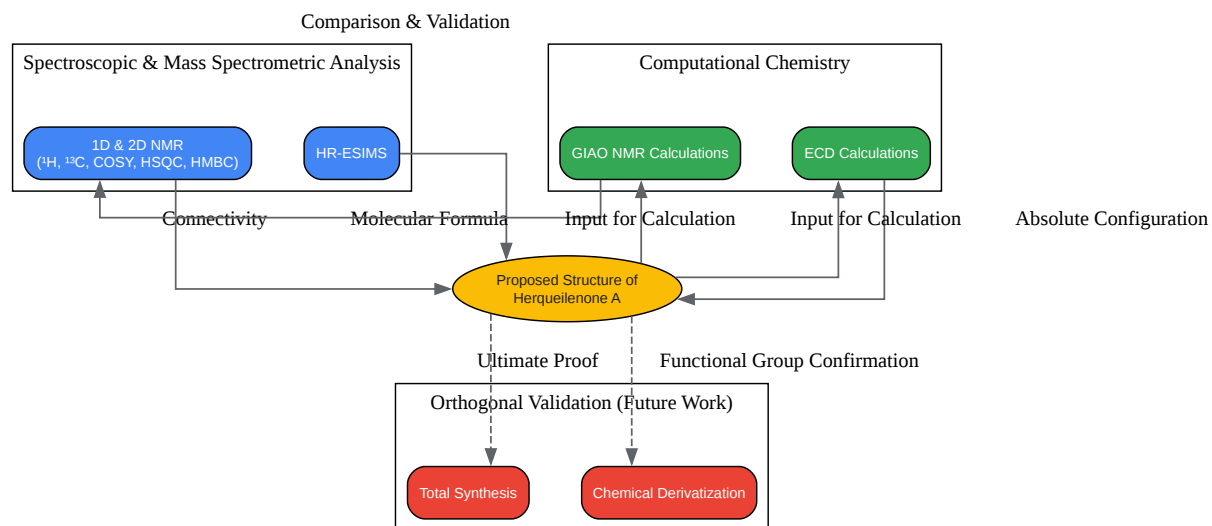 Comparison & Validation
Spectroscopic & Mass Spectrometric Analysis
Computational Chemistry
1D & 2D NMR
(¹H, ¹³C, COSY, HSQC, HMBC)
HR-ESIMS
GIAO NMR Calculations
ECD Calculations
Connectivity
Molecular Formula
Input for Calculation
Input for Calculation
Absolute Configuration
Proposed Structure of
Herqueilenone A
Ultimate Proof
Functional Group Confirmation
Orthogonal Validation (Future Work)
Total Synthesis
Chemical Derivatization